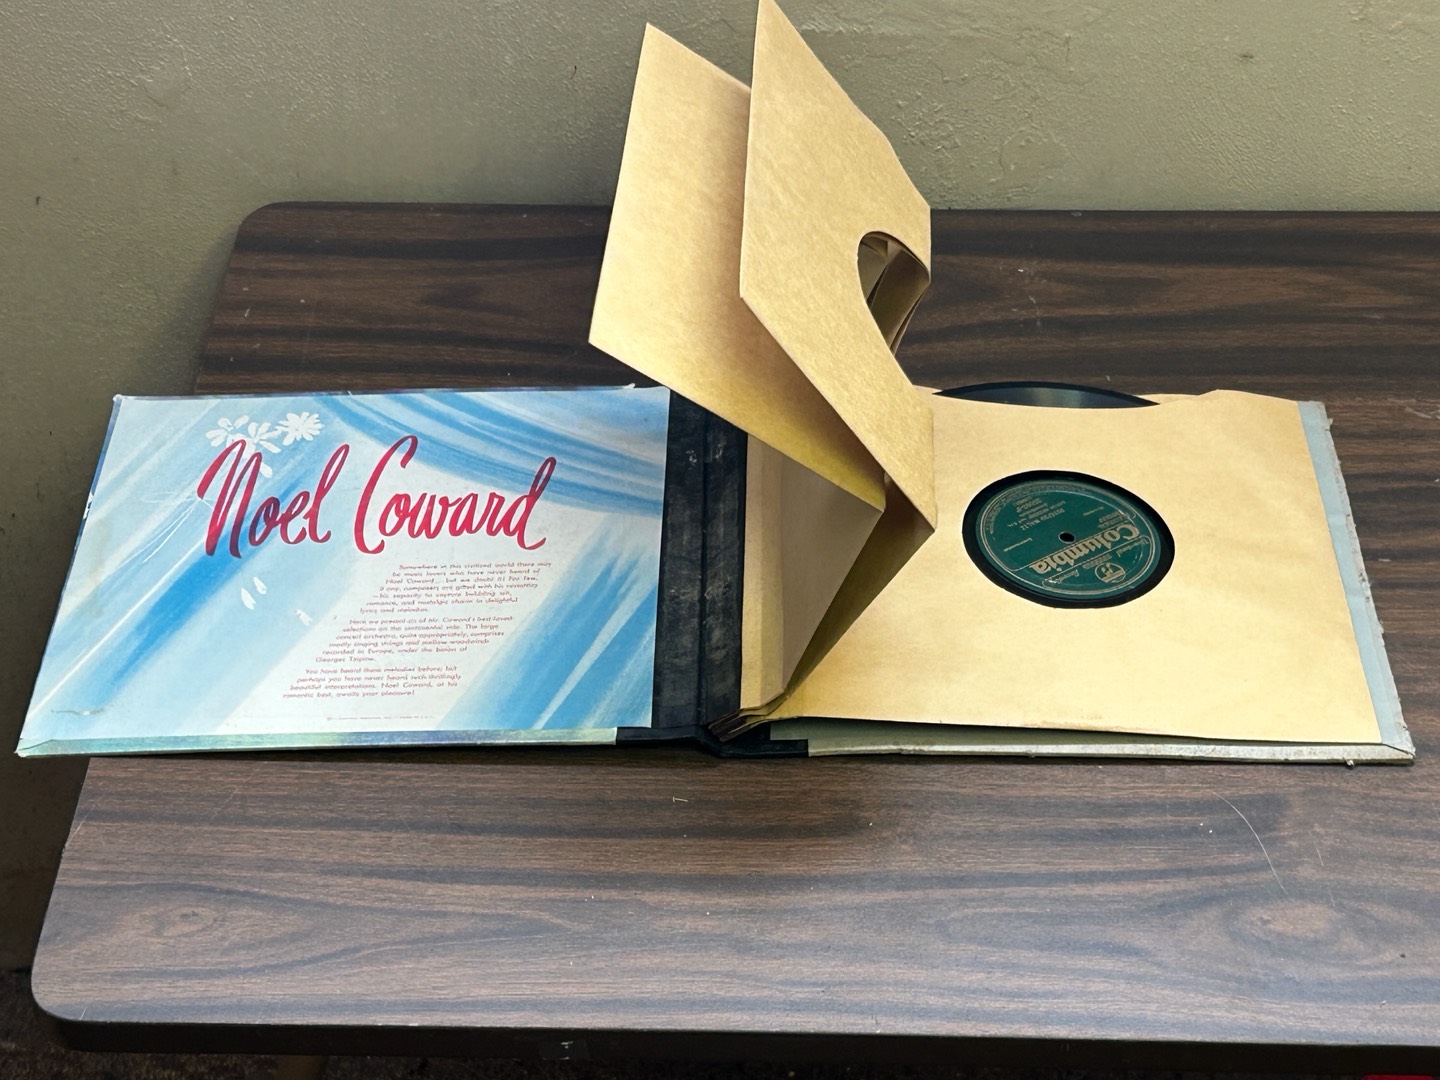 Noel Coward
Somewhere in this civilized world there may
be music lovers who have never heard of
Noel Coward... but we doubt it! For few,
if any, composers are gifted with his versatility
— his capacity to capture bubbling wit,
romance, and nostalgic charm in delightful
lyrics and melodies.
Here we present six of Mr. Coward's best-loved
selections on the continental side. The large
concert orchestra, quite appropriately, comprises
mostly singing strings and mellow woodwinds
recorded in Europe, under the baton of
Georges Tzipine.
You have heard these melodies before; but
perhaps you have never heard such thrillingly
beautiful interpretations. Noel Coward, at his
romantic best, awaits your pleasure!
Columbia
WALTZ